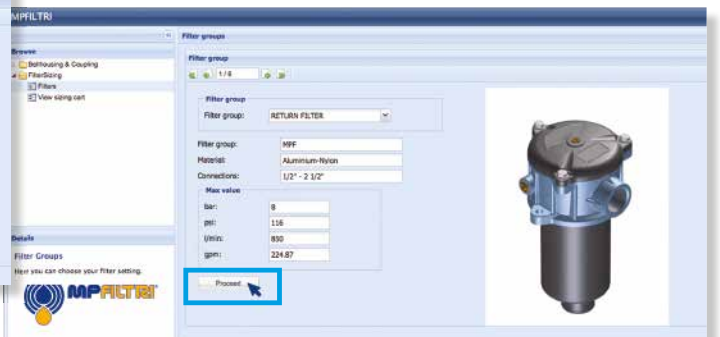 MPFILTRI
Browse
Bellhousing & Coupling
FilterSizing
Filters
View sizing cart
Details
Filter Groups
Here you can choose your filter setting.
MPFILTRI
Filter groups
Filter group
1/6
Filter group
Filter group: RETURN FILTER
Filter group: MPF
Material: Aluminium-Nylon
Connections: 1/2" - 2 1/2"
Max value
bar: 8
psi: 116
l/min: 850
gpm: 224.87
Proceed